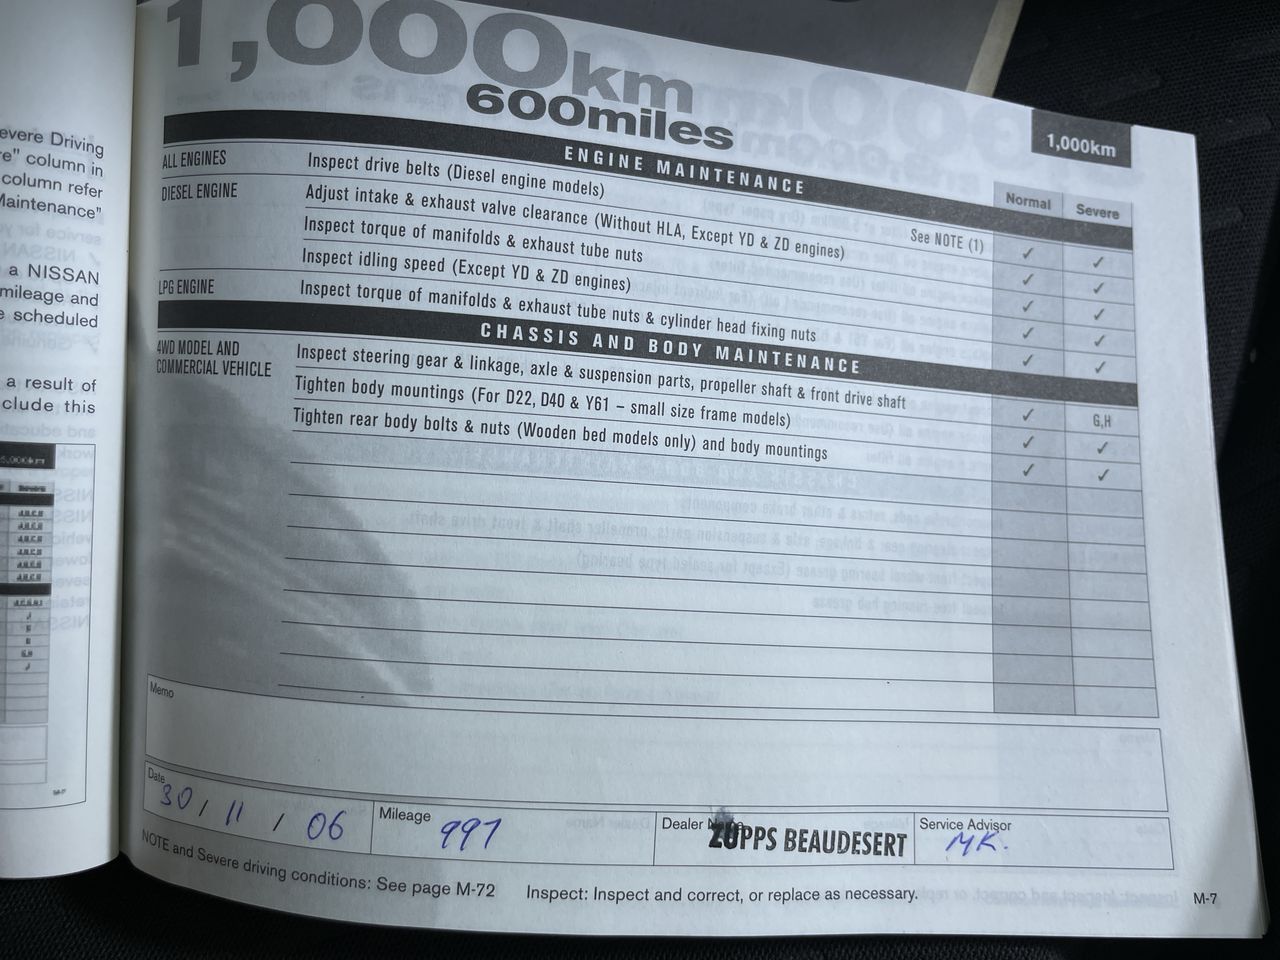 1,000km
600miles
1,000km
evere Driving
re" column in
column refer
Maintenance"
a NISSAN
mileage and
e scheduled
a result of
clude this
ENGINE MAINTENANCE
Normal
Severe
ALL ENGINES
Inspect drive belts (Diesel engine models)
See NOTE (1)
✓ ✓
DIESEL ENGINE
Adjust intake & exhaust valve clearance (Without HLA, Except YD & ZD engines)
✓ ✓
Inspect torque of manifolds & exhaust tube nuts
✓ ✓
Inspect idling speed (Except YD & ZD engines)
✓ ✓
LPG ENGINE
Inspect torque of manifolds & exhaust tube nuts & cylinder head fixing nuts
✓ ✓
CHASSIS AND BODY MAINTENANCE
4WD MODEL AND
COMMERCIAL VEHICLE
Inspect steering gear & linkage, axle & suspension parts, propeller shaft & front drive shaft
✓ G,H
Tighten body mountings (For D22, D40 & Y61 – small size frame models)
✓ ✓
Tighten rear body bolts & nuts (Wooden bed models only) and body mountings
✓ ✓
Memo
Date
30 / 11 / 06
Mileage
997
Dealer Name
ZUPPS BEAUDESERT
Service Advisor
MK.
NOTE and Severe driving conditions: See page M-72
Inspect: Inspect and correct, or replace as necessary.
M-7